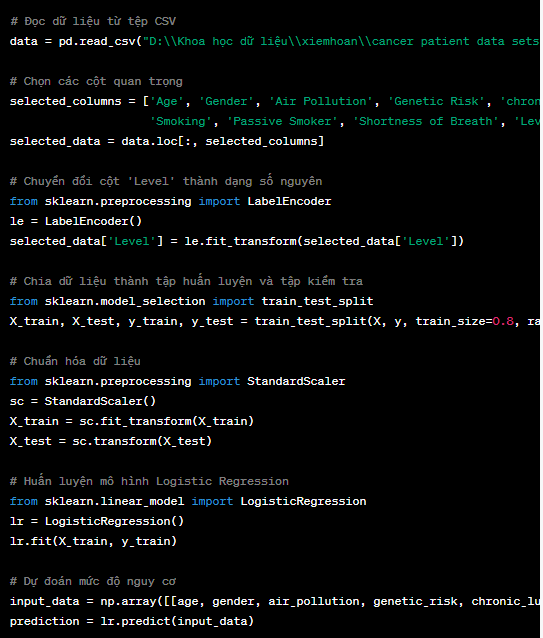 # Đọc dữ liệu từ tệp CSV
data = pd.read_csv("D:\\Khoa học dữ liệu\\xiemhoan\\cancer patient data sets
# Chọn các cột quan trọng
selected_columns = ['Age', 'Gender', 'Air Pollution', 'Genetic Risk', 'chron
'Smoking', 'Passive Smoker', 'Shortness of Breath', 'Lev
selected_data = data.loc[:, selected_columns]
# Chuyển đổi cột 'Level' thành dạng số nguyên
from sklearn.preprocessing import LabelEncoder
le = LabelEncoder()
selected_data['Level'] = le.fit_transform(selected_data['Level'])
# Chia dữ liệu thành tập huấn luyện và tập kiểm tra
from sklearn.model_selection import train_test_split
X_train, X_test, y_train, y_test = train_test_split(X, y, train_size=0.8, ra
# Chuẩn hóa dữ liệu
from sklearn.preprocessing import StandardScaler
sc = StandardScaler()
X_train = sc.fit_transform(X_train)
X_test = sc.transform(X_test)
# Huấn luyện mô hình Logistic Regression
from sklearn.linear_model import LogisticRegression
lr = LogisticRegression()
lr.fit(X_train, y_train)
# Dự đoán mức độ nguy cơ
input_data = np.array([[age, gender, air_pollution, genetic_risk, chronic_lu
prediction = lr.predict(input_data)